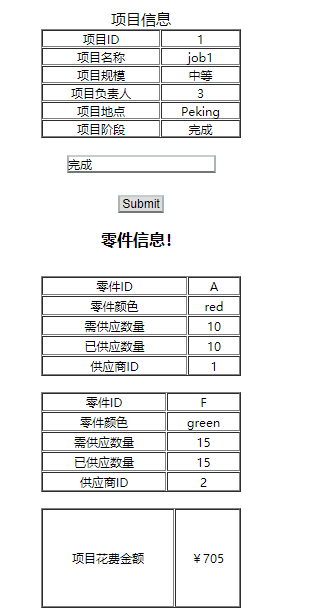 项目信息
项目ID 1
项目名称 job1
项目规模 中等
项目负责人 3
项目地点 Peking
项目阶段 完成
完成
Submit
零件信息!
零件ID A
零件颜色 red
需供应数量 10
已供应数量 10
供应商ID 1
零件ID F
零件颜色 green
需供应数量 15
已供应数量 15
供应商ID 2
项目花费金额 ￥705